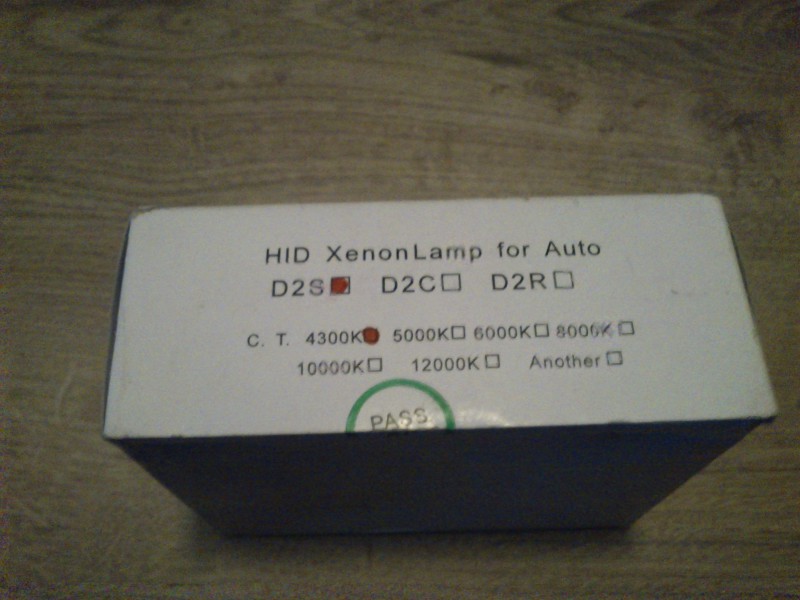 HID XenonLamp for Auto
D2S D2C D2R
C. T. 4300K 5000K 6000K 8000K
10000K 12000K Another
PASS